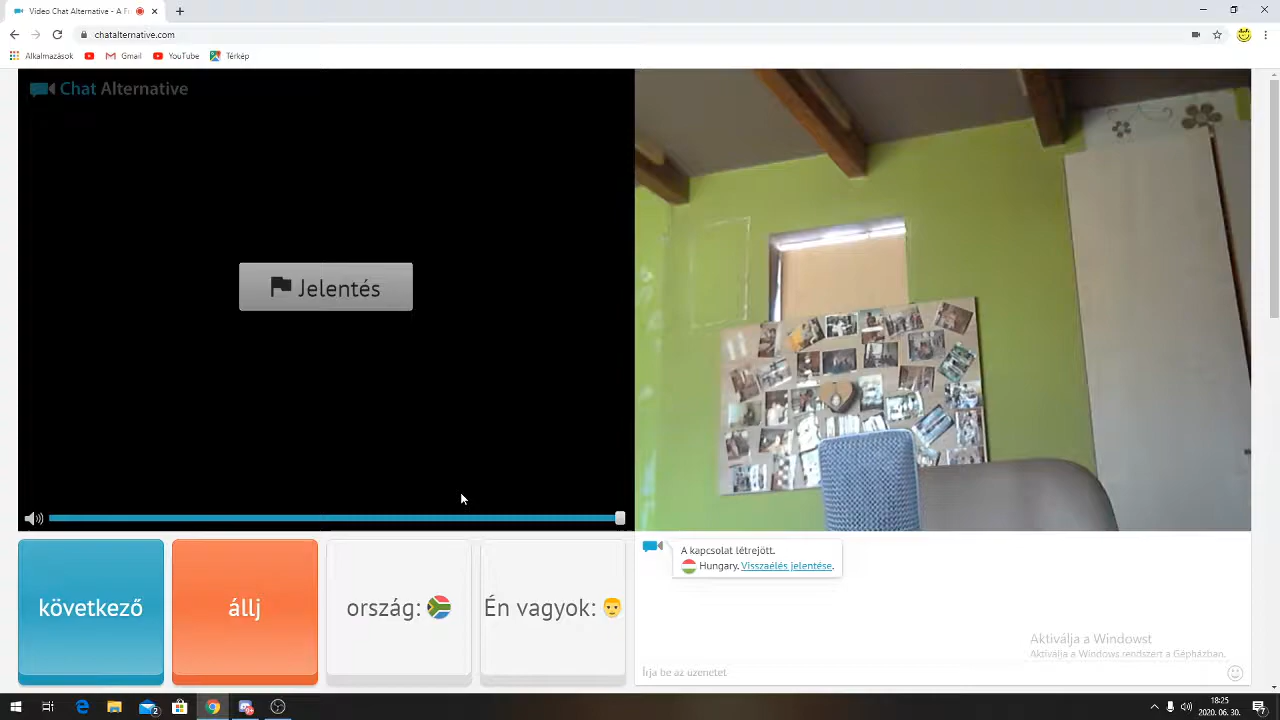 Video Chat Alternative - A F
chatalternative.com
Alkalmazások
Gmail
YouTube
Térkép
Chat Alternative
Jelentés
A kapcsolat létrejött.
Hungary. Visszaélés jelentése.
következő
állj
ország:
Én vagyok:
Aktiválja a Windowst
Aktiválja a Windows rendszert a Gépházban.
Írja be az üzenetet
18:25
2020. 06. 30.